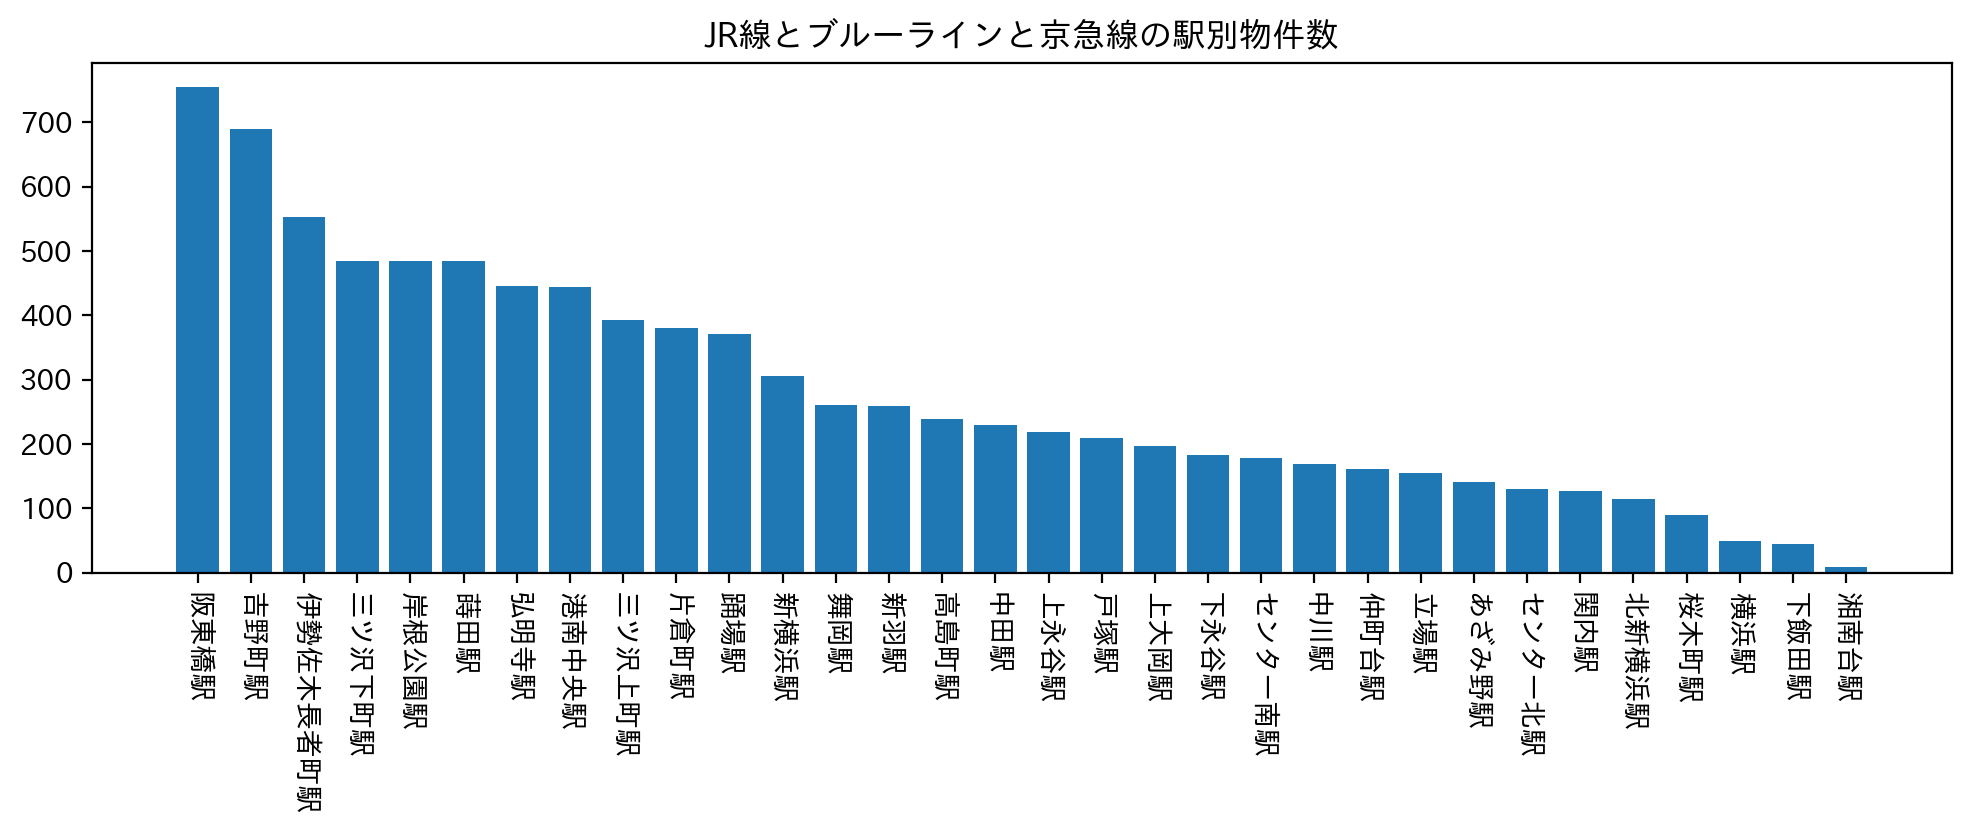 JR線とブルーラインと京急線の駅別物件数
700
600
500
400
300
200
100
0
阪東橋駅
吉野町駅
伊勢佐木長者町駅
三ツ沢下町駅
岸根公園駅
蒔田駅
弘明寺駅
港南中央駅
三ツ沢上町駅
片倉町駅
踊場駅
新横浜駅
舞岡駅
新羽駅
高島町駅
中田駅
上永谷駅
戸塚駅
上大岡駅
下永谷駅
センター南駅
中川駅
仲町台駅
立場駅
あざみ野駅
センター北駅
関内駅
北新横浜駅
桜木町駅
横浜駅
下飯田駅
湘南台駅